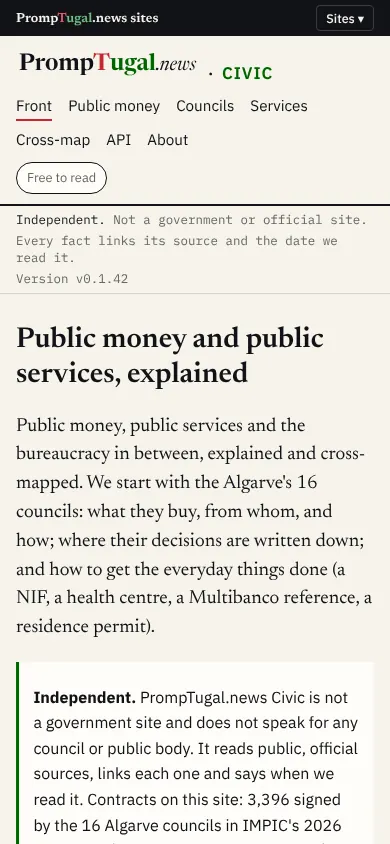 PrompTugal.news sites
Sites ▾
PrompTugal.news · CIVIC
Front Public money Councils Services
Cross-map API About
Free to read
Independent. Not a government or official site.
Every fact links its source and the date we
read it.
Version v0.1.42
Public money and public
services, explained
Public money, public services and the
bureaucracy in between, explained and cross-
mapped. We start with the Algarve's 16
councils: what they buy, from whom, and
how; where their decisions are written down;
and how to get the everyday things done (a
NIF, a health centre, a Multibanco reference, a
residence permit).
Independent. PrompTugal.news Civic is not
a government site and does not speak for any
council or public body. It reads public, official
sources, links each one and says when we
read it. Contracts on this site: 3,396 signed
by the 16 Algarve councils in IMPIC's 2026